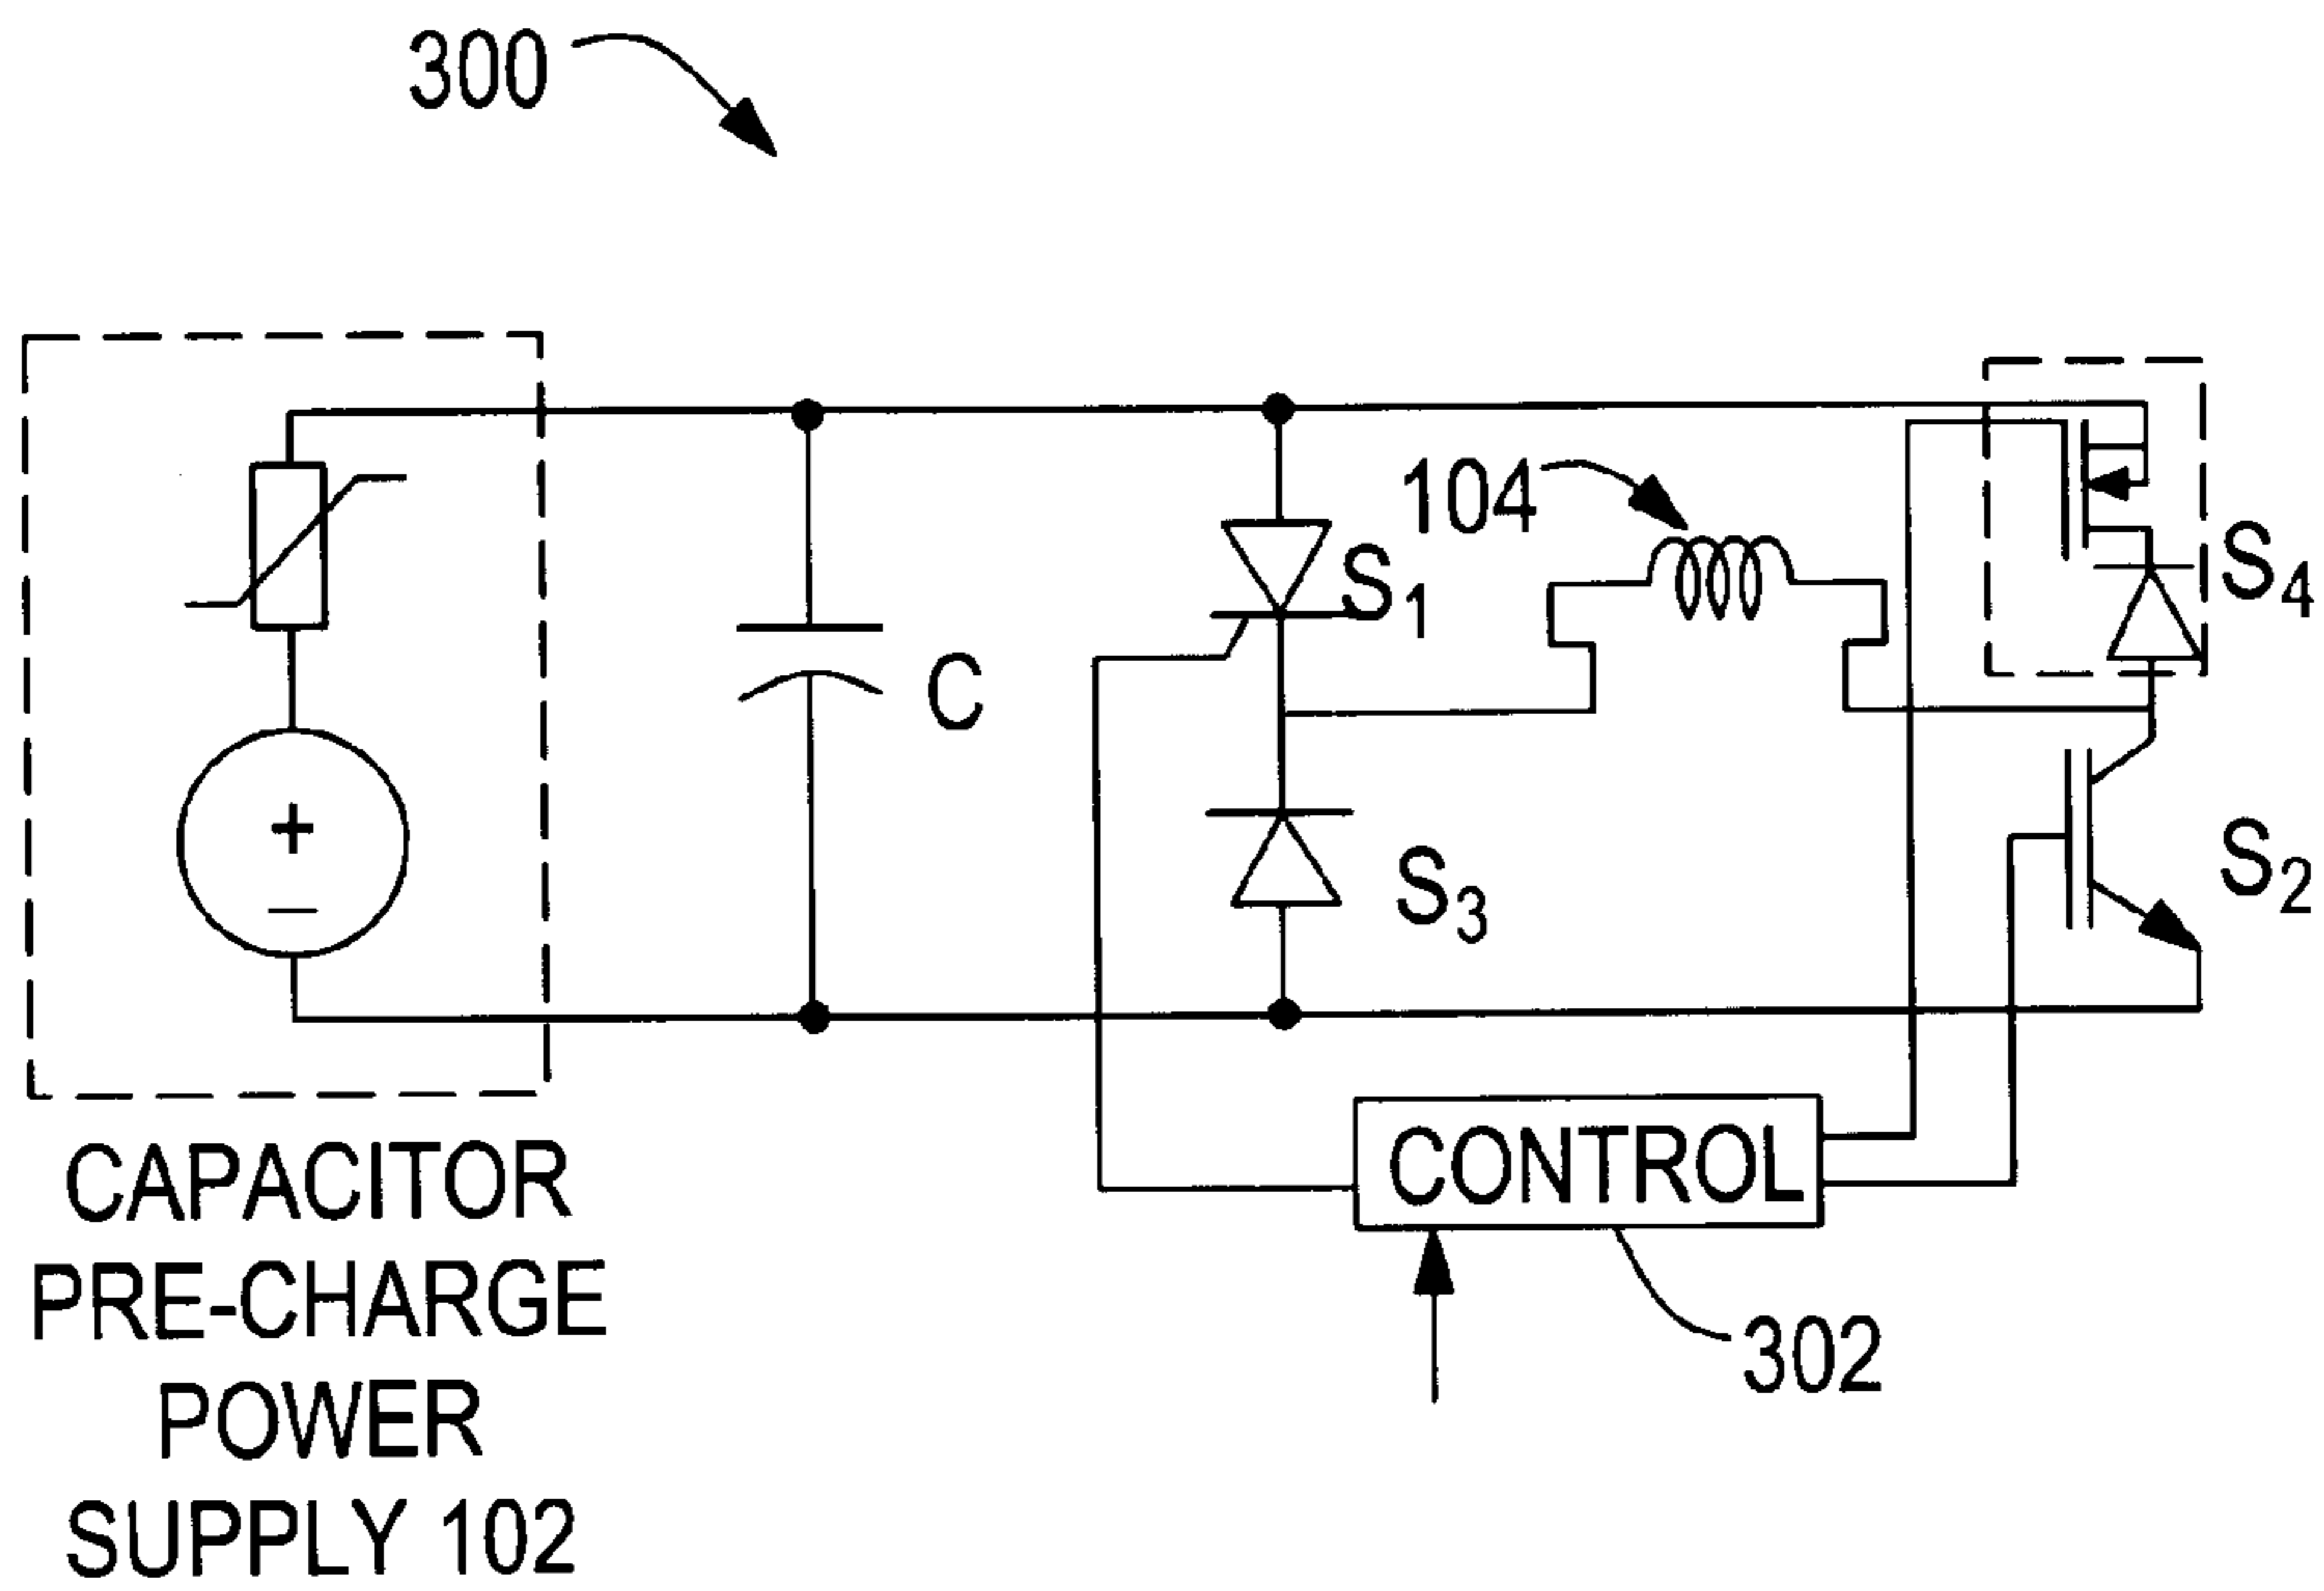 300
104
S1
S4
C
+
−
S3
S2
CONTROL
302
CAPACITOR
PRE-CHARGE
POWER
SUPPLY 102